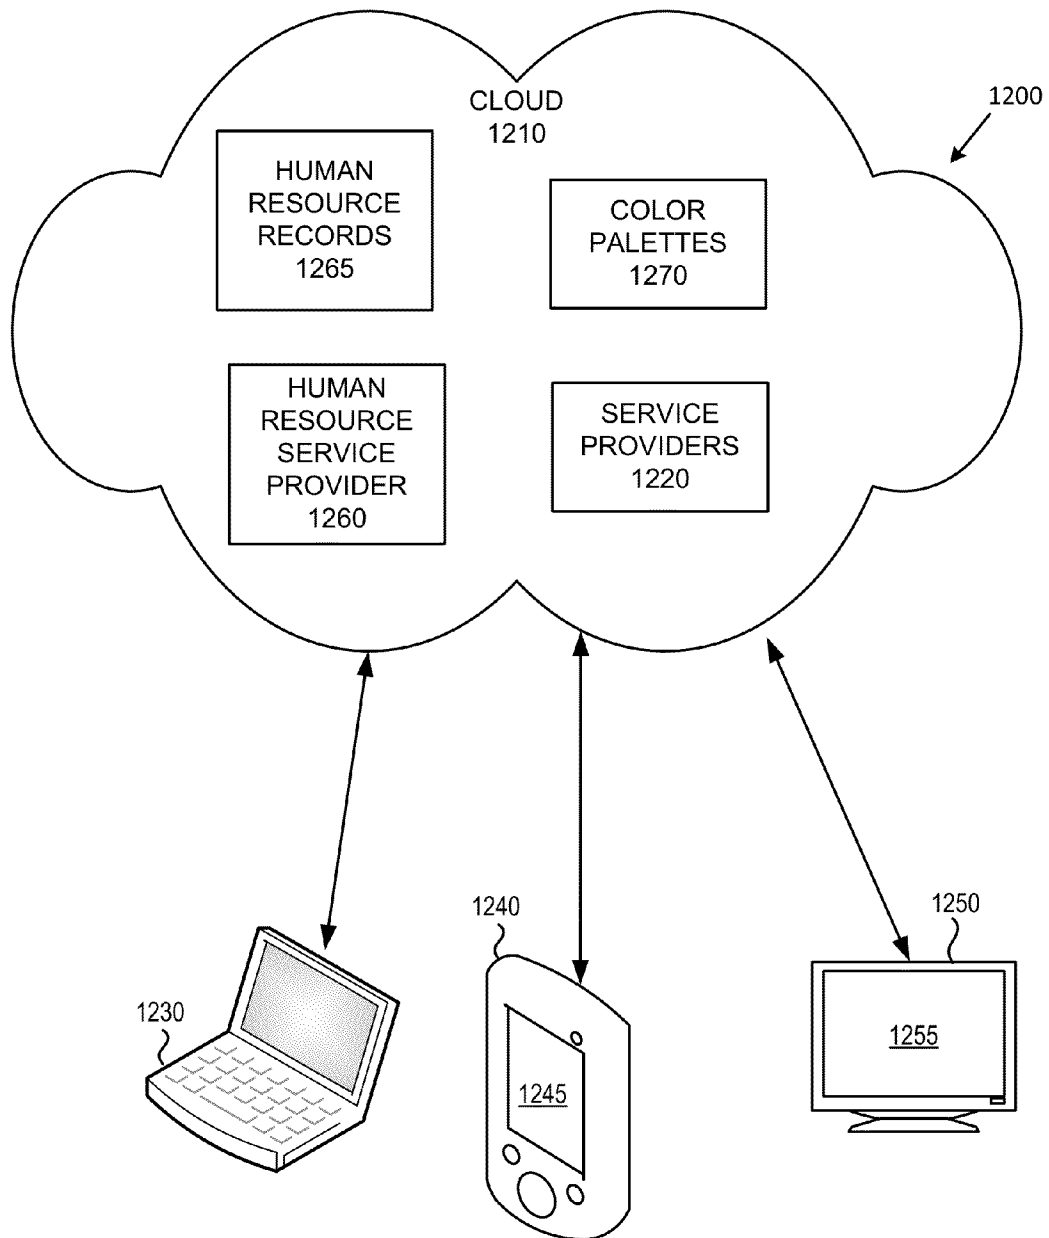 CLOUD
1210
1200
HUMAN
RESOURCE
RECORDS
1265
COLOR
PALETTES
1270
HUMAN
RESOURCE
SERVICE
PROVIDER
1260
SERVICE
PROVIDERS
1220
1230
1240
1245
1250
1255